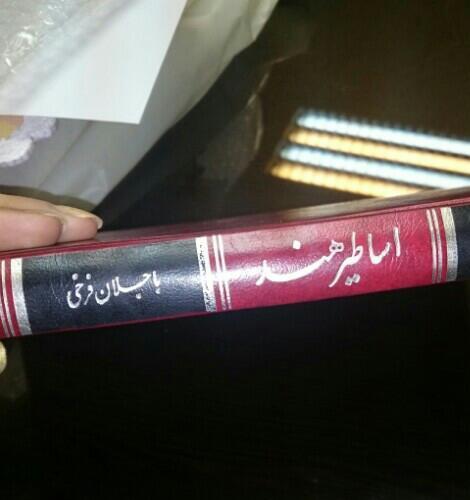 اساطیر هند
باجلان فرخی